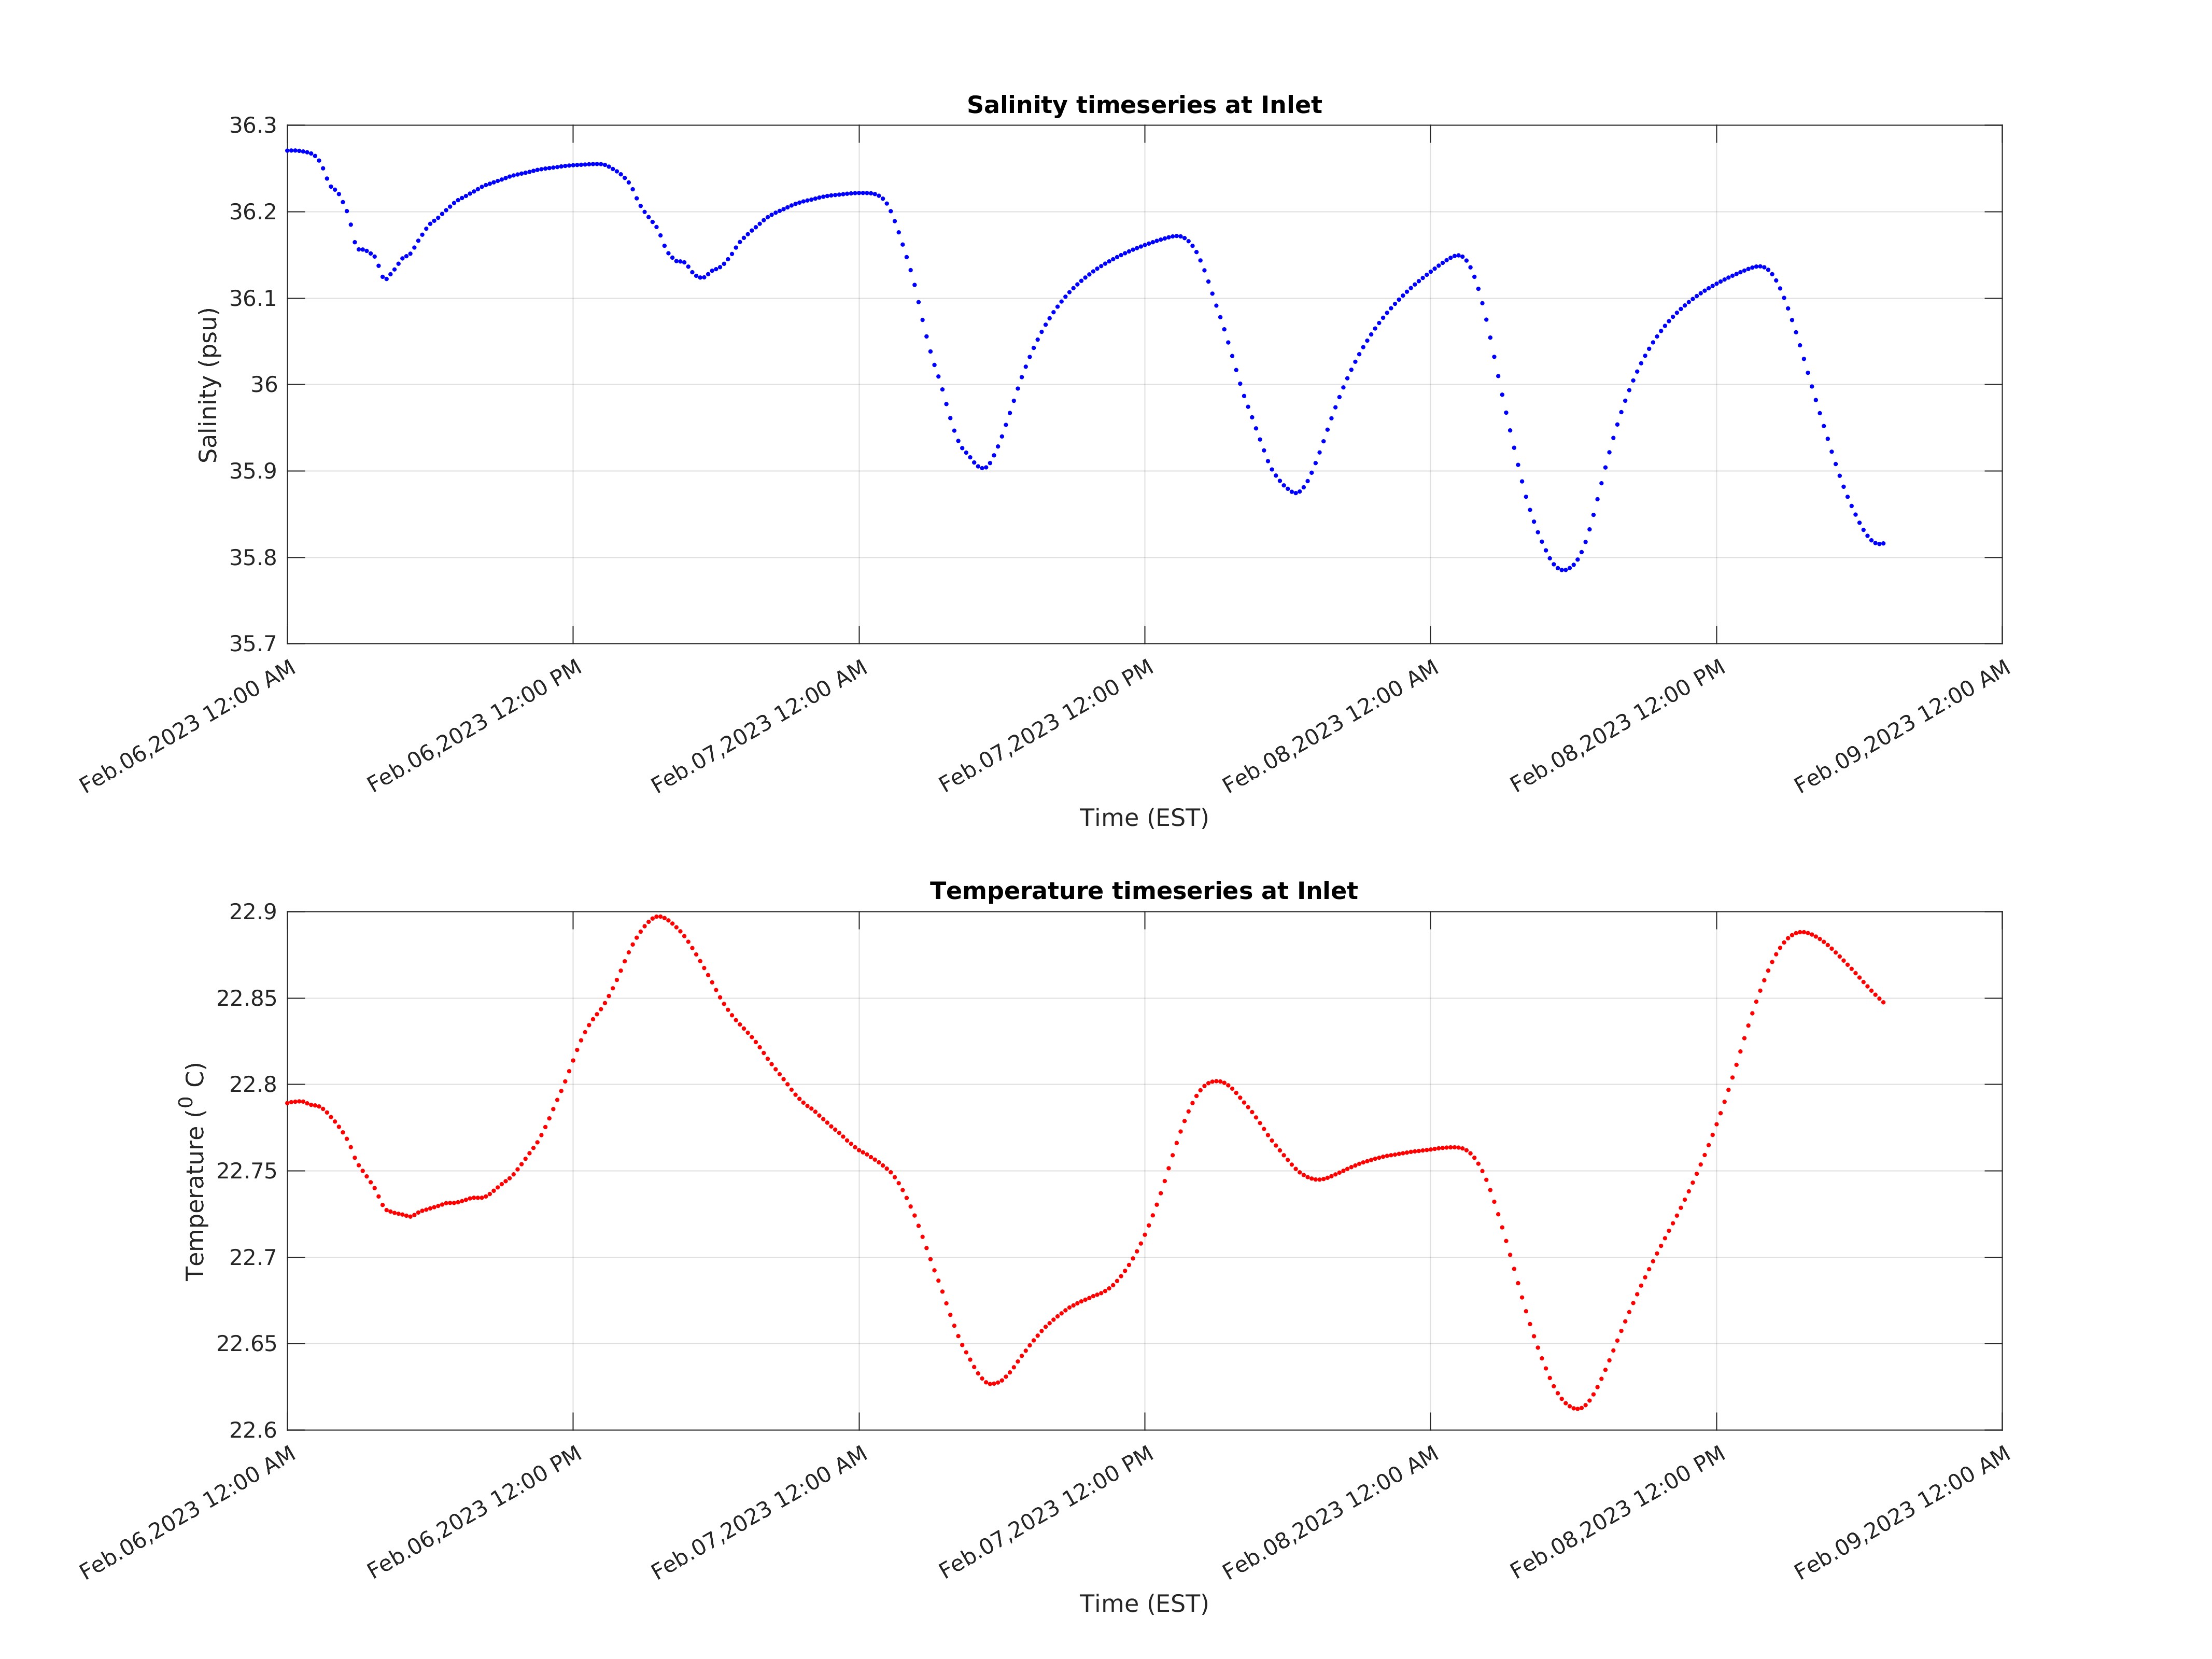 Salinity timeseries at Inlet
36.3
36.2
36.1
36
35.9
35.8
35.7
Salinity (psu)
Feb.06,2023 12:00 AM
Feb.06,2023 12:00 PM
Feb.07,2023 12:00 AM
Feb.07,2023 12:00 PM
Feb.08,2023 12:00 AM
Feb.08,2023 12:00 PM
Feb.09,2023 12:00 AM
Time (EST)
Temperature timeseries at Inlet
22.9
22.85
22.8
22.75
22.7
22.65
22.6
Temperature (⁰ C)
Feb.06,2023 12:00 AM
Feb.06,2023 12:00 PM
Feb.07,2023 12:00 AM
Feb.07,2023 12:00 PM
Feb.08,2023 12:00 AM
Feb.08,2023 12:00 PM
Feb.09,2023 12:00 AM
Time (EST)